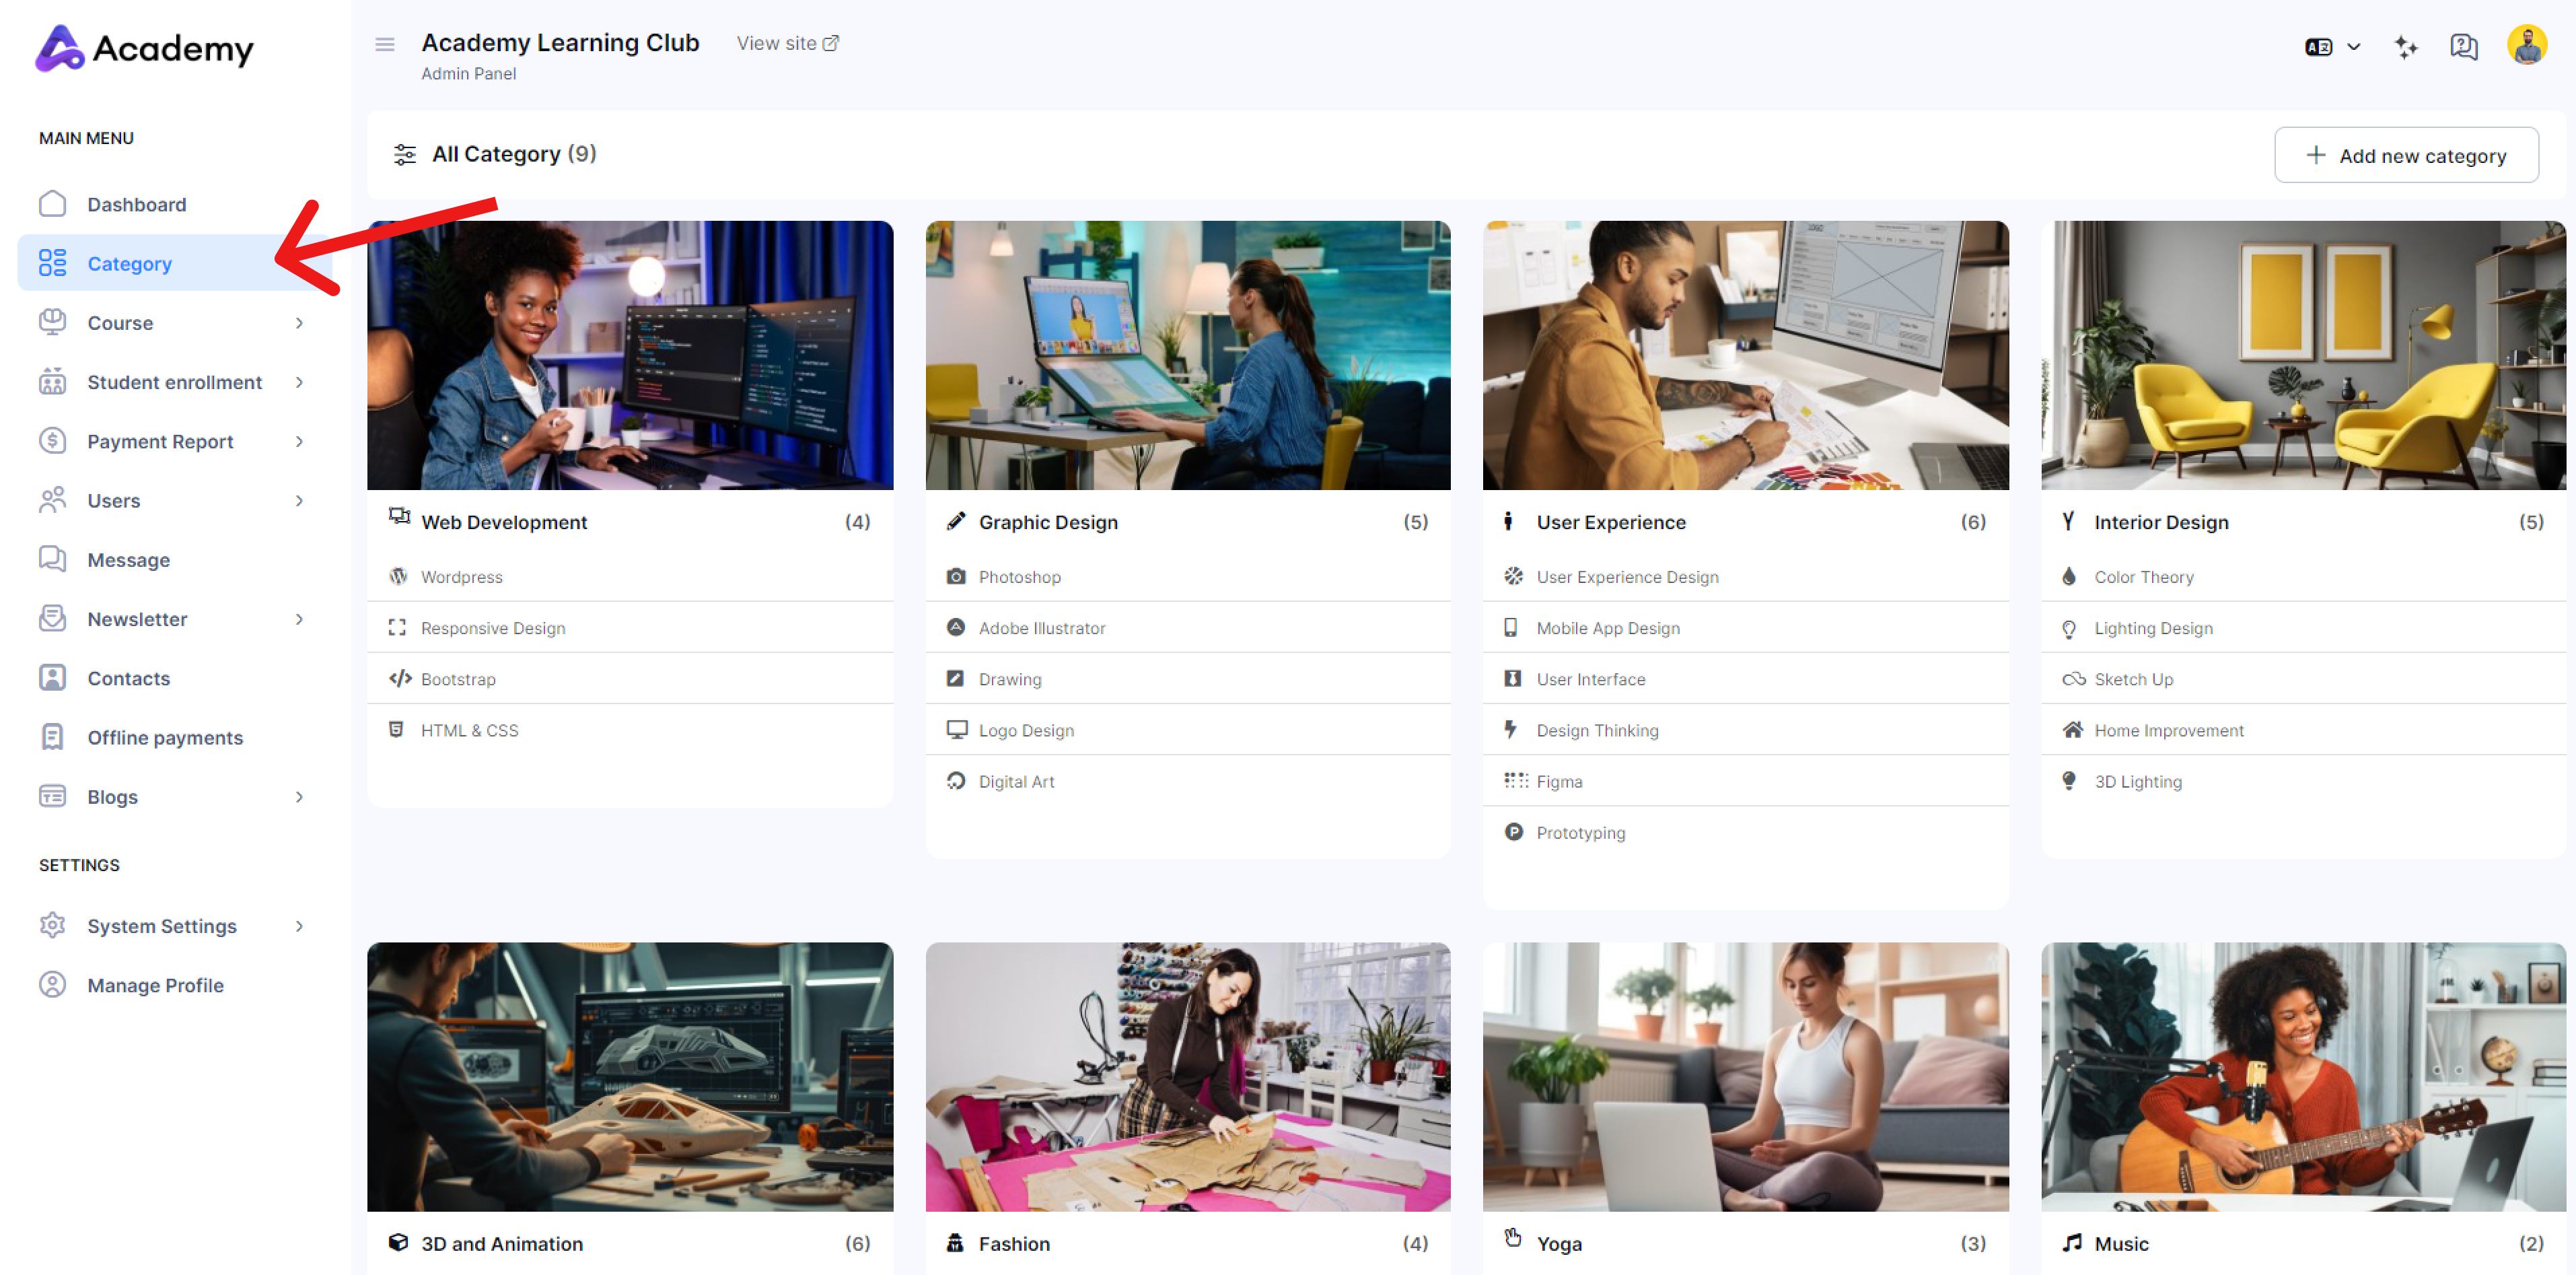 Academy
Academy Learning Club
View site
Admin Panel
MAIN MENU
Dashboard
Category
Course
Student enrollment
Payment Report
Users
Message
Newsletter
Contacts
Offline payments
Blogs
SETTINGS
System Settings
Manage Profile
All Category (9)
Add new category
Web Development (4)
Wordpress
Responsive Design
Bootstrap
HTML & CSS
Graphic Design (5)
Photoshop
Adobe Illustrator
Drawing
Logo Design
Digital Art
LOGO
User Experience (6)
User Experience Design
Mobile App Design
User Interface
Design Thinking
Figma
Prototyping
Interior Design (5)
Color Theory
Lighting Design
Sketch Up
Home Improvement
3D Lighting
3D and Animation (6)
Fashion (4)
Yoga (3)
Music (2)